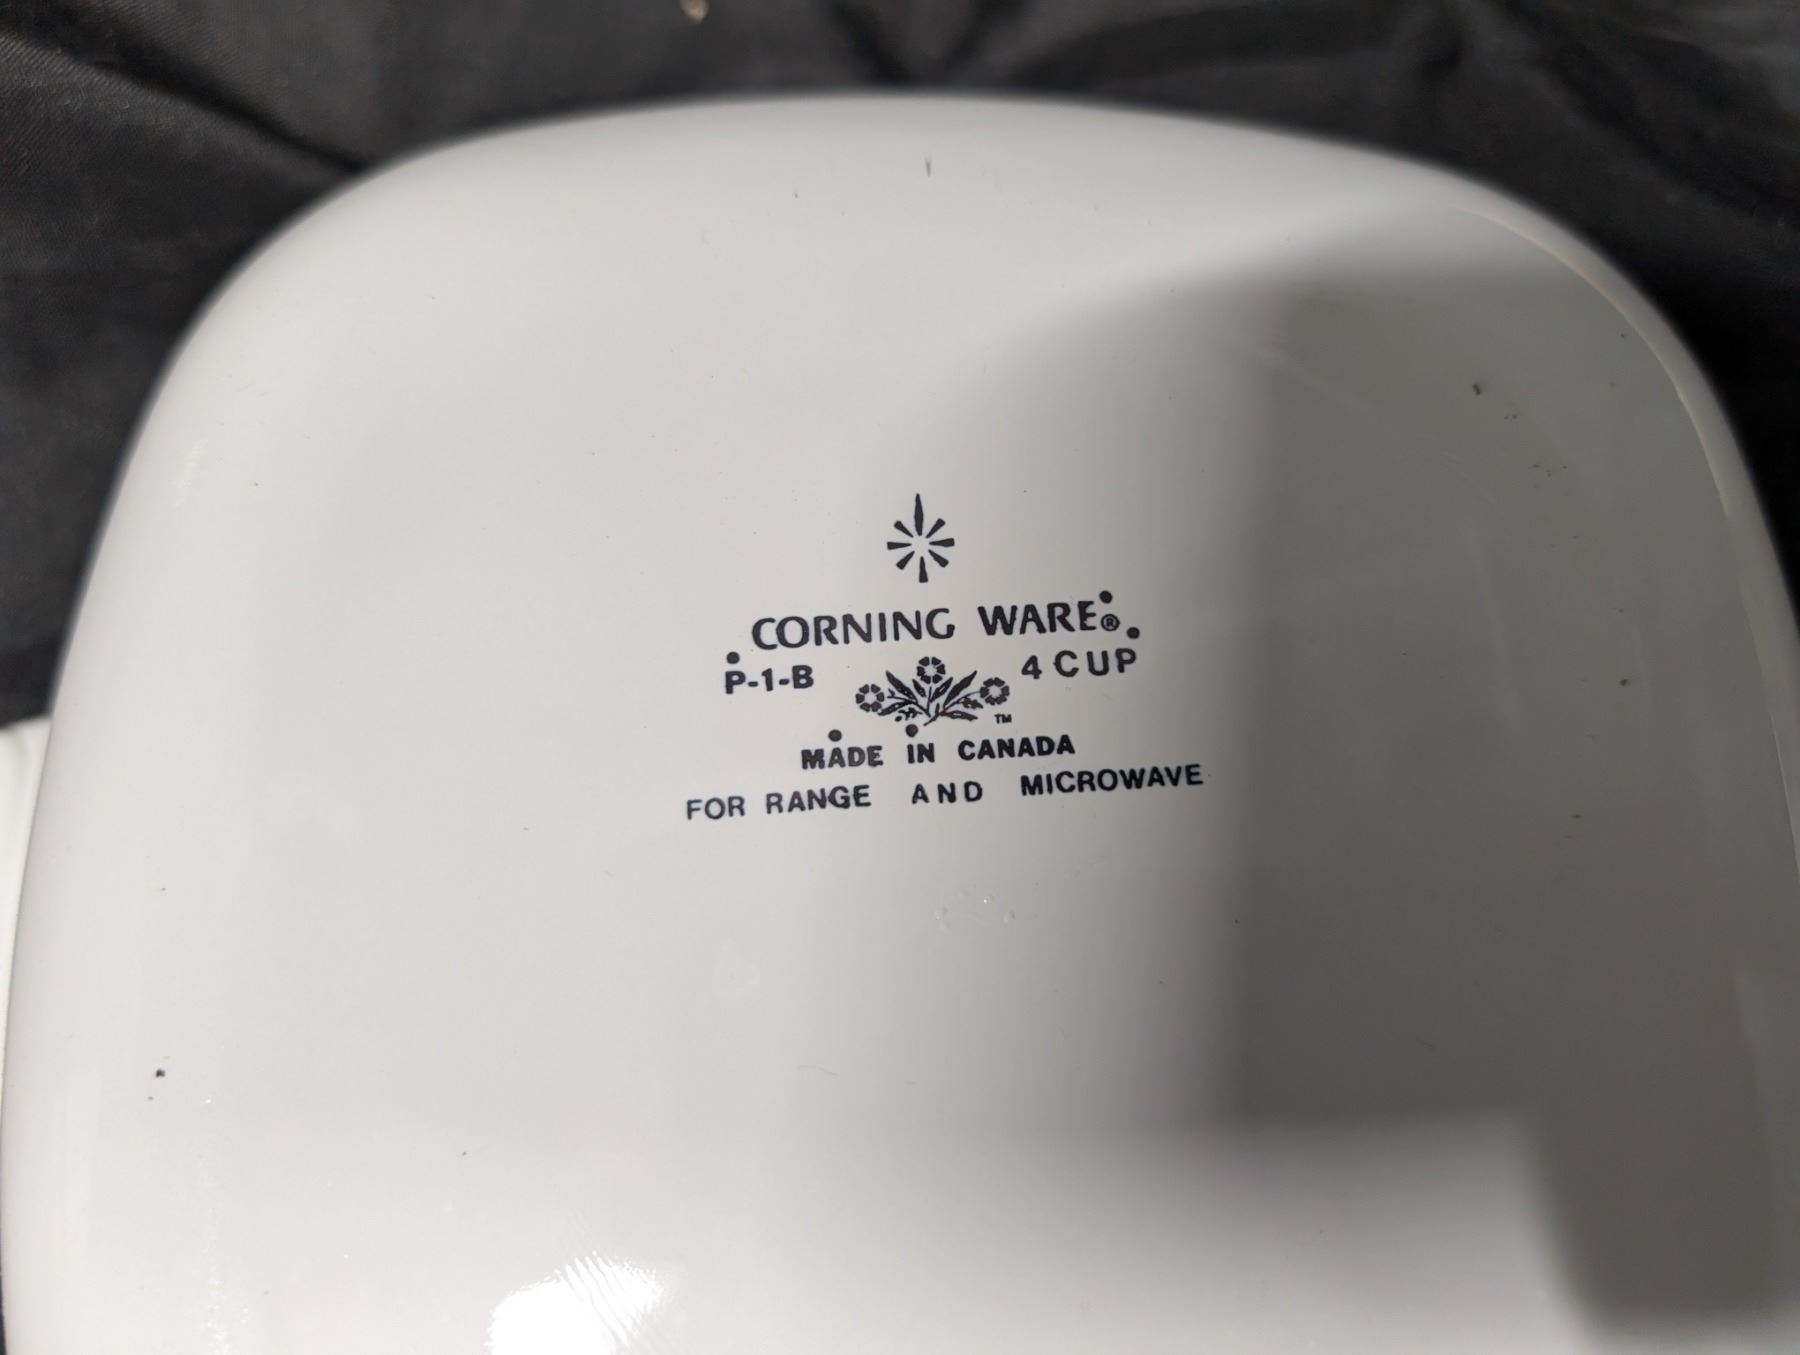 CORNING WARE®
P-1-B 4 CUP
TM
MADE IN CANADA
FOR RANGE AND MICROWAVE